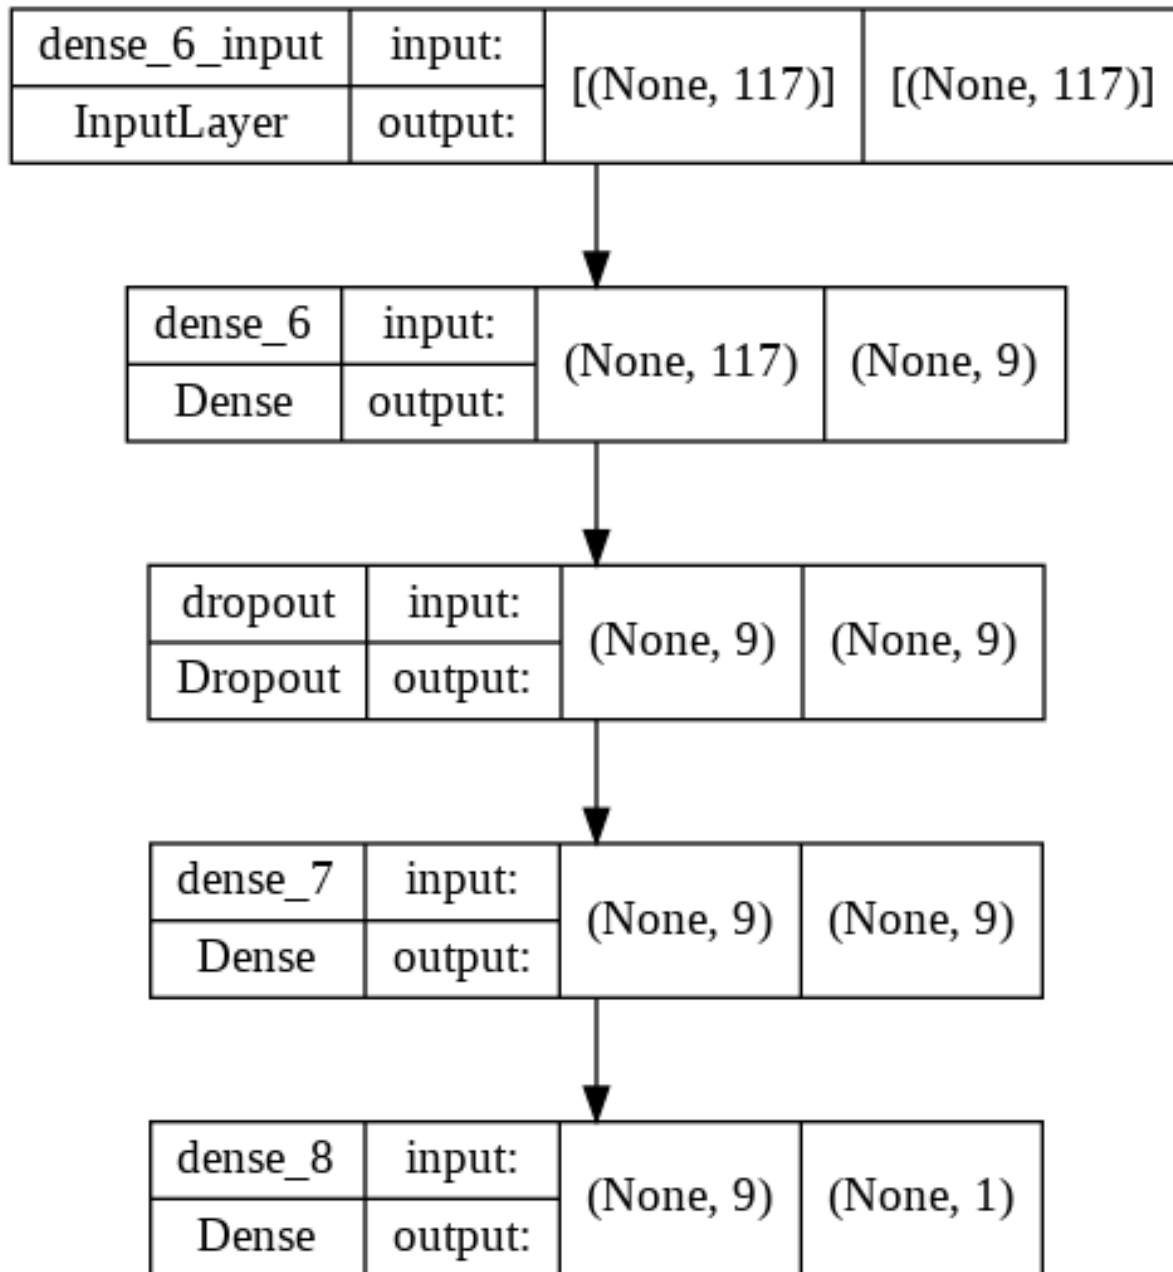 dense_6_input input: [(None, 117)] [(None, 117)]
InputLayer output:
dense_6 input: (None, 117) (None, 9)
Dense output:
dropout input: (None, 9) (None, 9)
Dropout output:
dense_7 input: (None, 9) (None, 9)
Dense output:
dense_8 input: (None, 9) (None, 1)
Dense output: